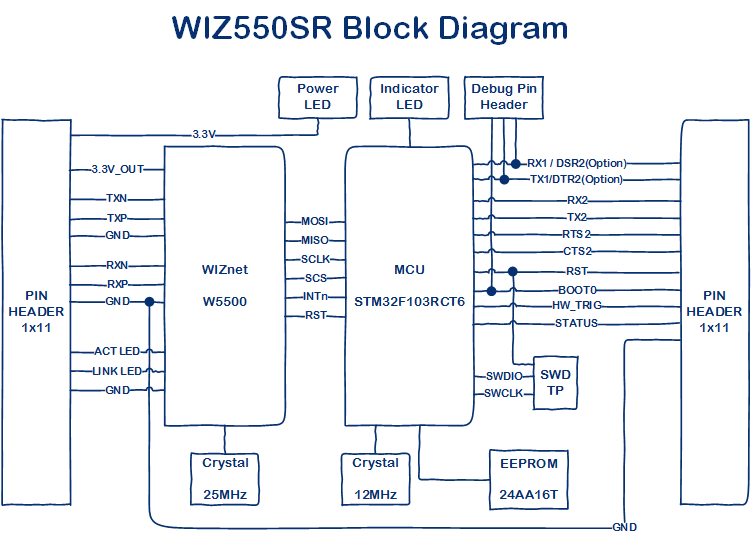 WIZ550SR Block Diagram
Power
LED
Indicator
LED
Debug Pin
Header
3.3V
3.3V_OUT
TXN
TXP
GND
RXN
RXP
GND
ACT LED
LINK LED
GND
PIN
HEADER
1x11
WIZnet
W5500
MOSI
MISO
SCLK
SCS
INTn
RST
MCU
STM32F103RCT6
RX1 / DSR2(Option)
TX1/DTR2(Option)
RX2
TX2
RTS2
CTS2
RST
BOOT0
HW_TRIG
STATUS
PIN
HEADER
1x11
SWDIO
SWCLK
SWD
TP
Crystal
25MHz
Crystal
12MHz
EEPROM
24AA16T
GND